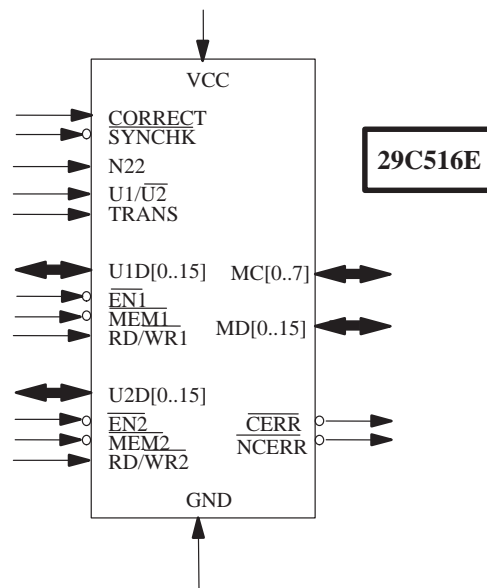 VCC
CORRECT
SYNCHK
29C516E
N22
U1/U2
TRANS
U1D[0..15] MC[0..7]
EN1
MEM1
MD[0..15]
RD/WR1
U2D[0..15]
EN2 CERR
MEM2 NCERR
RD/WR2
GND